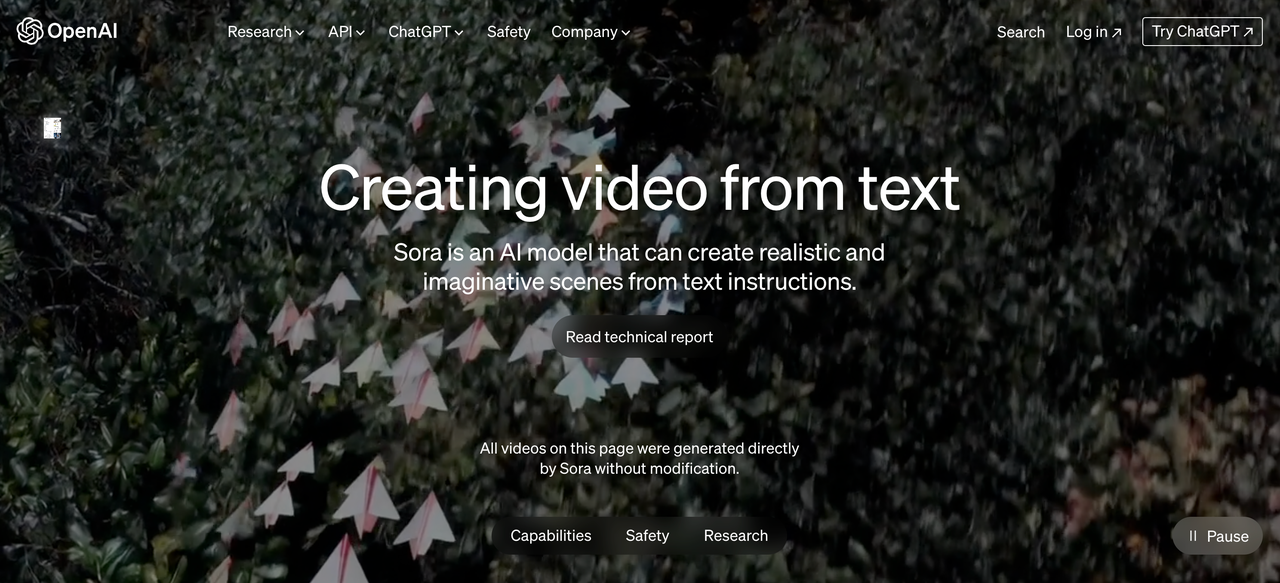 OpenAI
Research
API
ChatGPT
Safety
Company
Search
Log in
Try ChatGPT
Creating video from text
Sora is an AI model that can create realistic and
imaginative scenes from text instructions.
Read technical report
All videos on this page were generated directly
by Sora without modification.
Capabilities
Safety
Research
Pause